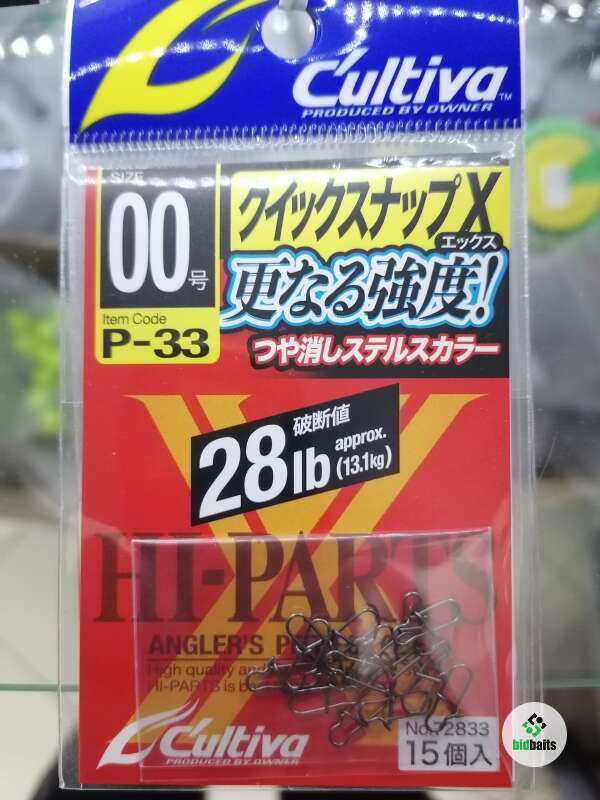 C'ultiva™
PRODUCED BY OWNER
SIZE
00号
Item Code
P-33
クイックスナップX
エックス
更なる強度!
つや消しステルスカラー
破断値
28lb approx.
(13.1kg)
HI-PARTS
ANGLER'S
High quality and
HI-PARTS is
No.72833
15個入
C'ultiva
PRODUCED BY OWNER
bidbaits